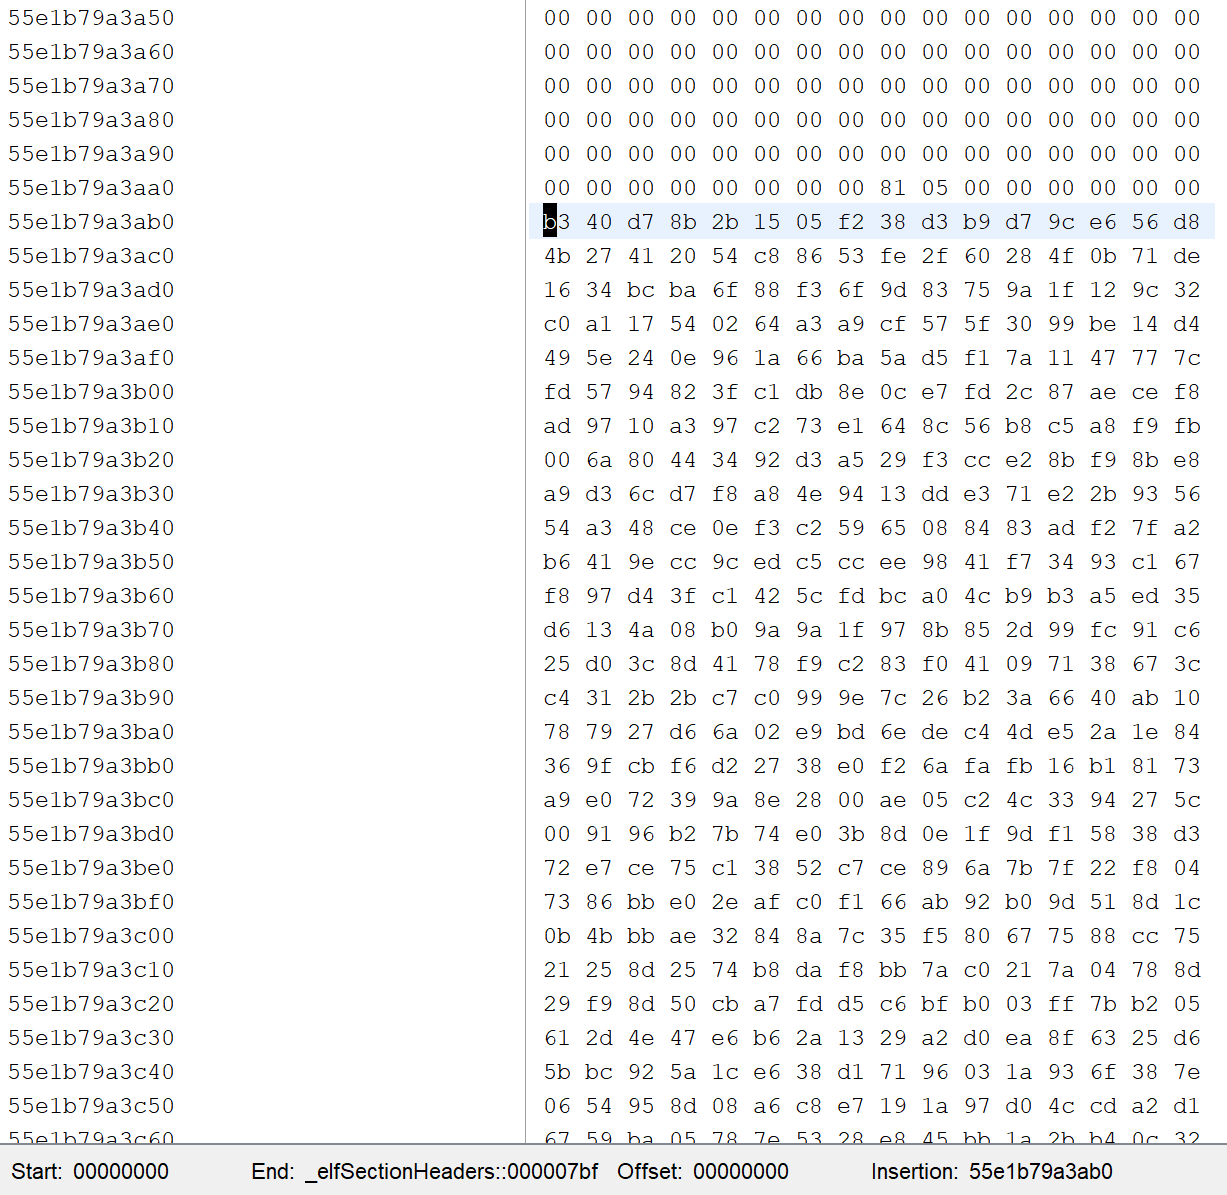 55e1b79a3a50 00 00 00 00 00 00 00 00 00 00 00 00 00 00 00 00
55e1b79a3a60 00 00 00 00 00 00 00 00 00 00 00 00 00 00 00 00
55e1b79a3a70 00 00 00 00 00 00 00 00 00 00 00 00 00 00 00 00
55e1b79a3a80 00 00 00 00 00 00 00 00 00 00 00 00 00 00 00 00
55e1b79a3a90 00 00 00 00 00 00 00 00 00 00 00 00 00 00 00 00
55e1b79a3aa0 00 00 00 00 00 00 00 00 81 05 00 00 00 00 00 00
55e1b79a3ab0 b3 40 d7 8b 2b 15 05 f2 38 d3 b9 d7 9c e6 56 d8
55e1b79a3ac0 4b 27 41 20 54 c8 86 53 fe 2f 60 28 4f 0b 71 de
55e1b79a3ad0 16 34 bc ba 6f 88 f3 6f 9d 83 75 9a 1f 12 9c 32
55e1b79a3ae0 c0 a1 17 54 02 64 a3 a9 cf 57 5f 30 99 be 14 d4
55e1b79a3af0 49 5e 24 0e 96 1a 66 ba 5a d5 f1 7a 11 47 77 7c
55e1b79a3b00 fd 57 94 82 3f c1 db 8e 0c e7 fd 2c 87 ae ce f8
55e1b79a3b10 ad 97 10 a3 97 c2 73 e1 64 8c 56 b8 c5 a8 f9 fb
55e1b79a3b20 00 6a 80 44 34 92 d3 a5 29 f3 cc e2 8b f9 8b e8
55e1b79a3b30 a9 d3 6c d7 f8 a8 4e 94 13 dd e3 71 e2 2b 93 56
55e1b79a3b40 54 a3 48 ce 0e f3 c2 59 65 08 84 83 ad f2 7f a2
55e1b79a3b50 b6 41 9e cc 9c ed c5 cc ee 98 41 f7 34 93 c1 67
55e1b79a3b60 f8 97 d4 3f c1 42 5c fd bc a0 4c b9 b3 a5 ed 35
55e1b79a3b70 d6 13 4a 08 b0 9a 9a 1f 97 8b 85 2d 99 fc 91 c6
55e1b79a3b80 25 d0 3c 8d 41 78 f9 c2 83 f0 41 09 71 38 67 3c
55e1b79a3b90 c4 31 2b 2b c7 c0 99 9e 7c 26 b2 3a 66 40 ab 10
55e1b79a3ba0 78 79 27 d6 6a 02 e9 bd 6e de c4 4d e5 2a 1e 84
55e1b79a3bb0 36 9f cb f6 d2 27 38 e0 f2 6a fa fb 16 b1 81 73
55e1b79a3bc0 a9 e0 72 39 9a 8e 28 00 ae 05 c2 4c 33 94 27 5c
55e1b79a3bd0 00 91 96 b2 7b 74 e0 3b 8d 0e 1f 9d f1 58 38 d3
55e1b79a3be0 72 e7 ce 75 c1 38 52 c7 ce 89 6a 7b 7f 22 f8 04
55e1b79a3bf0 73 86 bb e0 2e af c0 f1 66 ab 92 b0 9d 51 8d 1c
55e1b79a3c00 0b 4b bb ae 32 84 8a 7c 35 f5 80 67 75 88 cc 75
55e1b79a3c10 21 25 8d 25 74 b8 da f8 bb 7a c0 21 7a 04 78 8d
55e1b79a3c20 29 f9 8d 50 cb a7 fd d5 c6 bf b0 03 ff 7b b2 05
55e1b79a3c30 61 2d 4e 47 e6 b6 2a 13 29 a2 d0 ea 8f 63 25 d6
55e1b79a3c40 5b bc 92 5a 1c e6 38 d1 71 96 03 1a 93 6f 38 7e
55e1b79a3c50 06 54 95 8d 08 a6 c8 e7 19 1a 97 d0 4c cd a2 d1
55e1b79a3c60 67 59 ba 05 78 7e 53 28 e8 45 bb 1a 2b b4 0c 32
Start: 00000000 End: _elfSectionHeaders::000007bf Offset: 00000000 Insertion: 55e1b79a3ab0